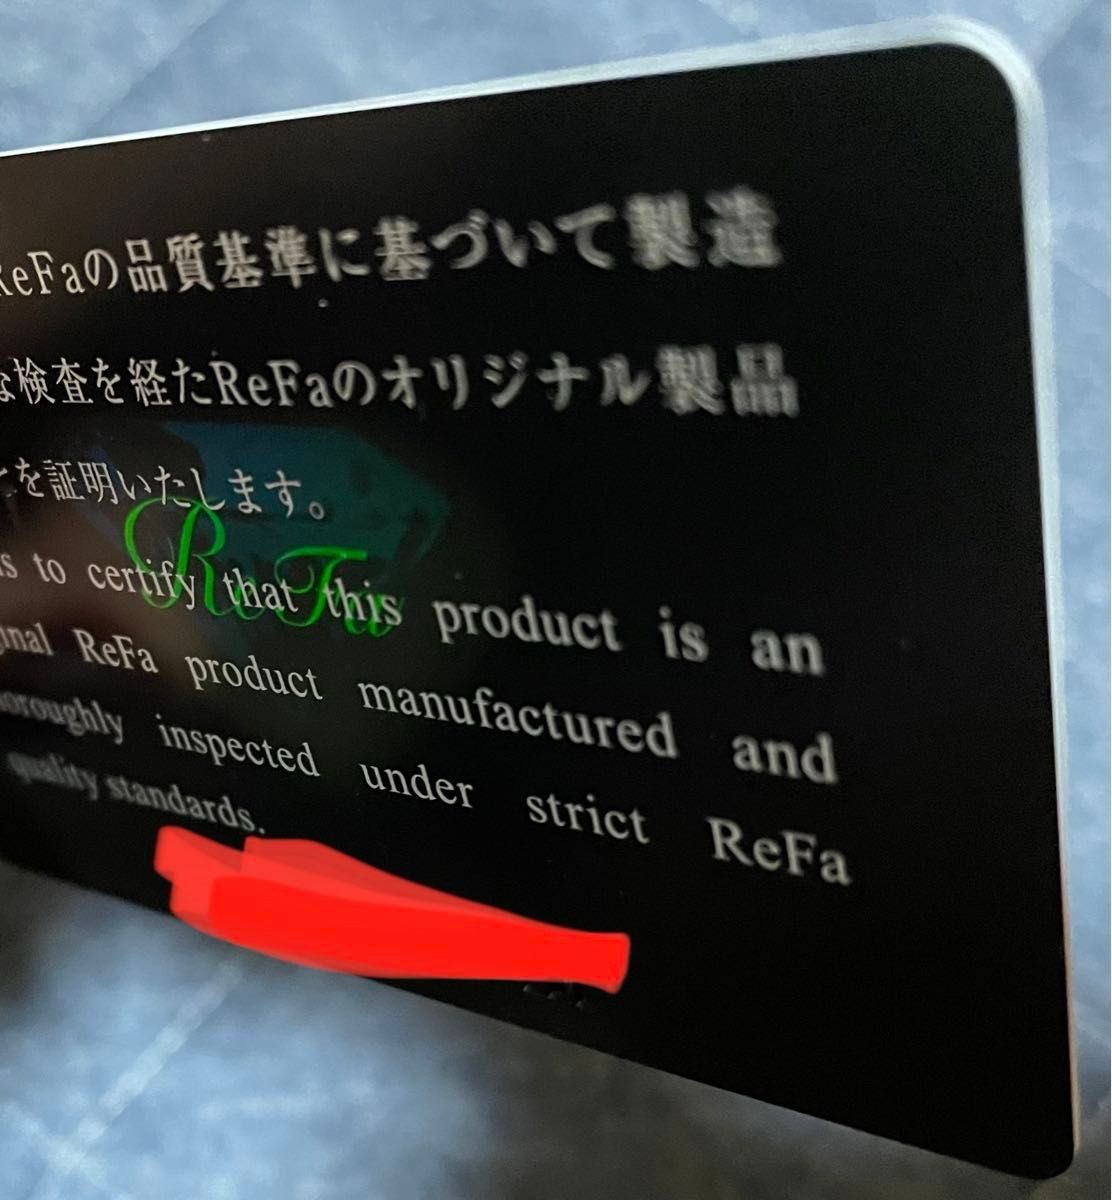 ReFaの品質基準に基づいて製造
な検査を経たReFaのオリジナル製品
とを証明いたします。
ReFa
s to certify that this product is an
ginal ReFa product manufactured and
oroughly inspected under strict ReFa
quality standards.